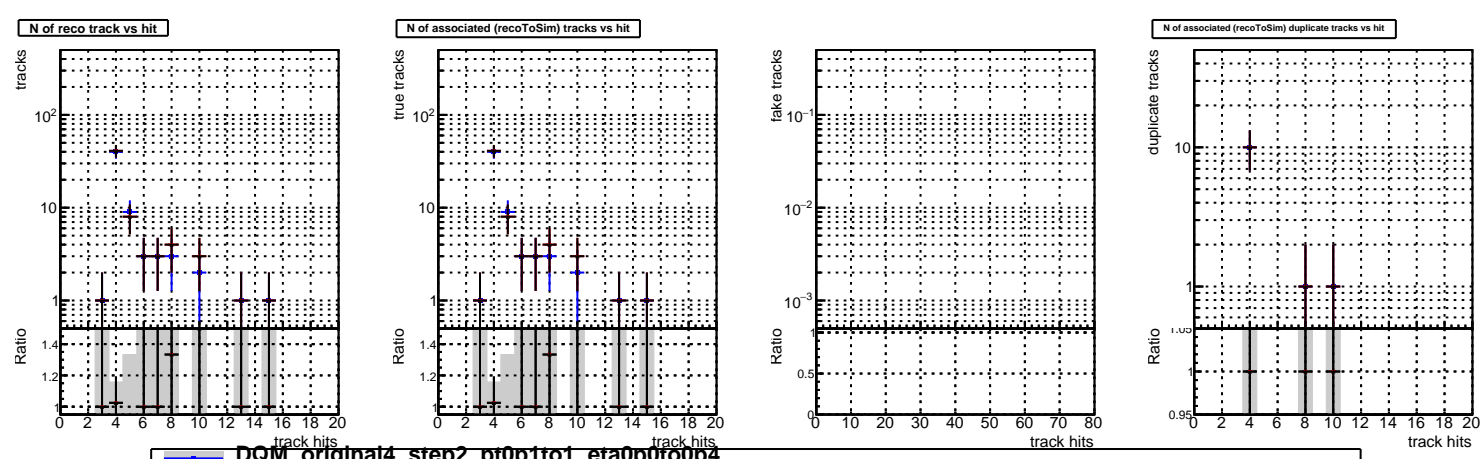 N of reco track vs hit
N of associated (recoToSim) tracks vs hit
N of associated (recoToSim) duplicate tracks vs hit
tracks
10²
10
1
Ratio
1.4
1.2
1
0 2 4 6 8 10 12 14 16 18 20
track hits
true tracks
10²
10
1
Ratio
1.4
1.2
1
0 2 4 6 8 10 12 14 16 18 20
track hits
fake tracks
10⁻¹
10⁻²
10⁻³
Ratio
1
0.5
0
0 10 20 30 40 50 60 70 80
track hits
duplicate tracks
10
1
Ratio
1.05
1
0.95
0 2 4 6 8 10 12 14 16 18 20
track hits
DQM_original4_step2_pt0p1to1_eta0p0to0p4